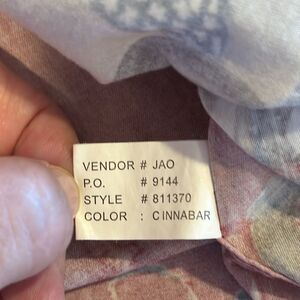 VENDOR # JAO
P.O. # 9144
STYLE # 811370
COLOR : CINNABAR